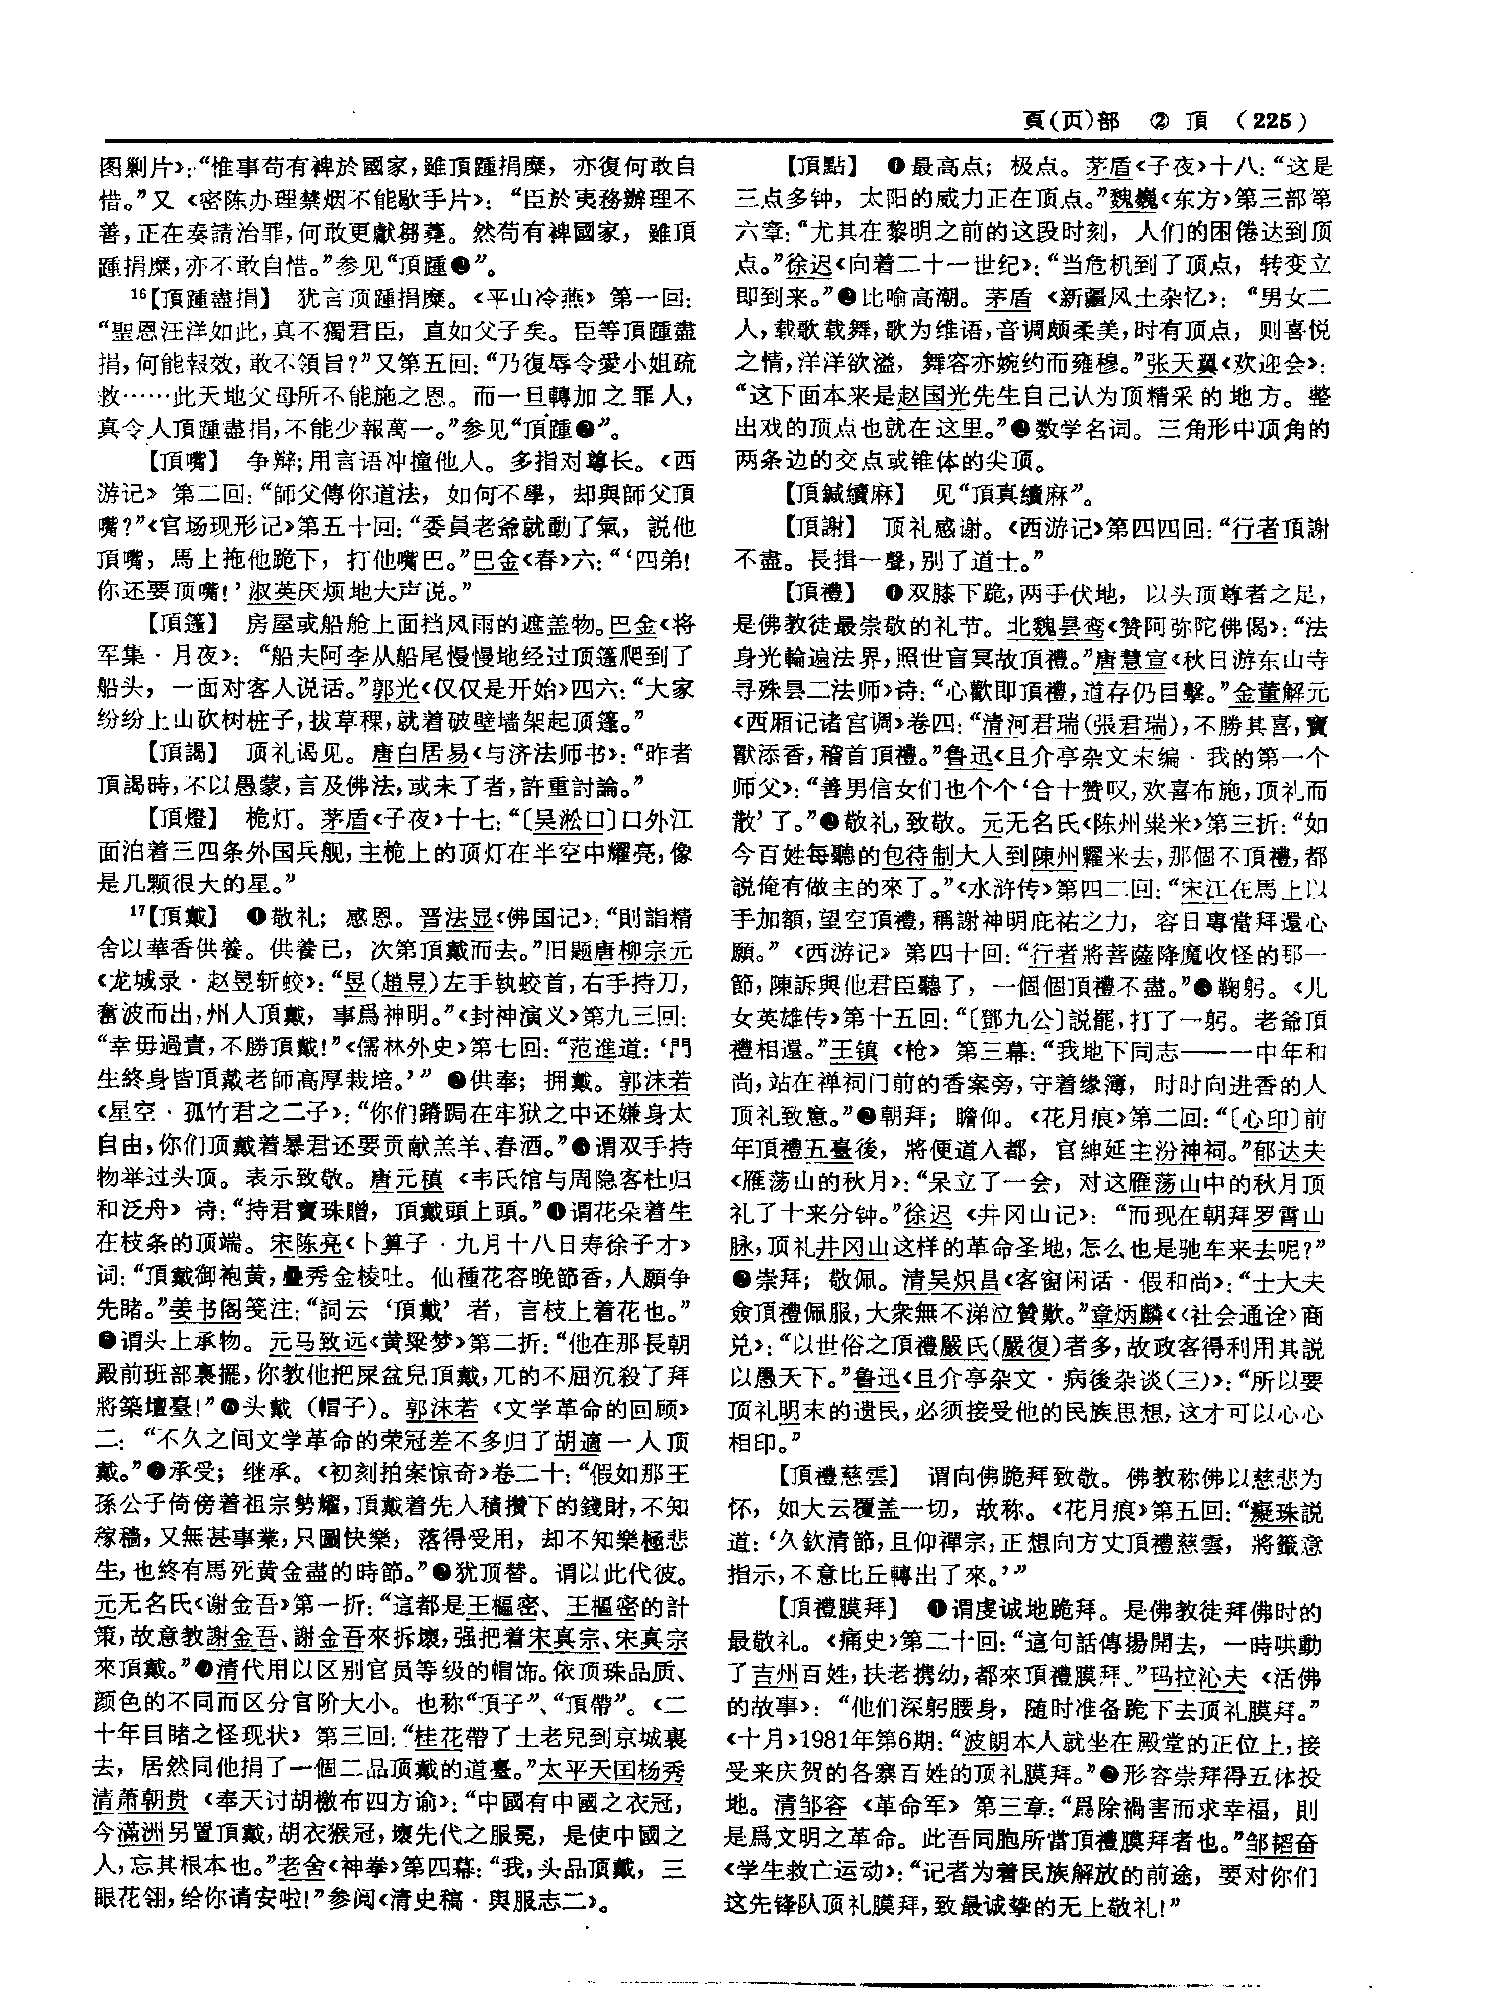 頁(页)部 ② 頂 (225)
图剿片》:“惟事苟有裨於國家,雖頂踵捐糜,亦復何敢自
惜。”又《密陈办理禁烟不能歇手片》:“臣於夷務辦理不
善,正在奏請治罪,何敢更獻芻蕘。然苟有裨國家,雖頂
踵捐糜,亦不敢自惜。”参见“頂踵❷”。
16【頂踵盡捐】 犹言顶踵捐糜。《平山冷燕》第一回:
“聖恩汪洋如此,真不獨君臣,直如父子矣。臣等頂踵盡
捐,何能報效,敢不領旨?”又第五回:“乃復辱令愛小姐疏
救……此天地父母所不能施之恩。而一旦轉加之罪人,
真令人頂踵盡捐,不能少報萬一。”参见“頂踵❷”。
【頂嘴】 争辩;用言语冲撞他人。多指对尊长。《西
游记》第二回:“師父傳你道法,如何不學,却與師父頂
嘴?”《官场现形记》第五十回:“委員老爺就動了氣,説他
頂嘴,馬上拖他跪下,打他嘴巴。”巴金《春》六:“‘四弟!
你还要顶嘴!’淑英厌烦地大声说。”
【頂篷】 房屋或船舱上面挡风雨的遮盖物。巴金《将
军集·月夜》:“船夫阿李从船尾慢慢地经过顶篷爬到了
船头,一面对客人说话。”郭光《仅仅是开始》四六:“大家
纷纷上山砍树桩子,拔草稞,就着破壁墙架起顶篷。”
【頂謁】 顶礼谒见。唐白居易《与济法师书》:“昨者
頂謁時,不以愚蒙,言及佛法,或未了者,許重討論。”
【頂燈】 桅灯。茅盾《子夜》十七:“〔吴淞口〕口外江
面泊着三四条外国兵舰,主桅上的顶灯在半空中耀亮,像
是几颗很大的星。”
17【頂戴】 ❶敬礼;感恩。晋法显《佛国记》:“則詣精
舍以華香供養。供養已,次第頂戴而去。”旧题唐柳宗元
《龙城录·赵昱斩蛟》:“昱(趙昱)左手執蛟首,右手持刀,
奮波而出,州人頂戴,事爲神明。”《封神演义》第九三回:
“幸毋過責,不勝頂戴!”《儒林外史》第七回:“范進道:‘門
生終身皆頂戴老師高厚栽培。’” ❷供奉;拥戴。郭沫若
《星空·孤竹君之二子》:“你们蹐跼在牢狱之中还嫌身太
自由,你们顶戴着暴君还要贡献羔羊、春酒。”❸谓双手持
物举过头顶。表示致敬。唐元稹《韦氏馆与周隐客杜归
和泛舟》诗:“持君寶珠贈,頂戴頭上頭。”❹谓花朵着生
在枝条的顶端。宋陈亮《卜算子·九月十八日寿徐子才》
词:“頂戴御袍黄,疊秀金棱吐。仙種花容晚節香,人願争
先睹。”姜书阁笺注:“詞云‘頂戴’者,言枝上着花也。”
❺谓头上承物。元马致远《黄粱梦》第二折:“他在那長朝
殿前班部裏擺,你教他把屎盆兒頂戴,兀的不屈沉殺了拜
將築壇臺!”❻头戴(帽子)。郭沫若《文学革命的回顾》
二:“不久之间文学革命的荣冠差不多归了胡適一人顶
戴。”❼承受;继承。《初刻拍案惊奇》卷二十:“假如那王
孫公子倚傍着祖宗勢耀,頂戴着先人積攢下的錢財,不知
稼穡,又無甚事業,只圖快樂,落得受用,却不知樂極悲
生,也終有馬死黄金盡的時節。”❽犹顶替。谓以此代彼。
元无名氏《谢金吾》第一折:“這都是王樞密、王樞密的計
策,故意教謝金吾、謝金吾來拆壞,强把着宋真宗、宋真宗
來頂戴。”❾清代用以区别官员等级的帽饰。依顶珠品质、
颜色的不同而区分官阶大小。也称“頂子”、“頂帶”。《二
十年目睹之怪现状》第三回:“桂花帶了土老兒到京城裏
去,居然同他捐了一個二品頂戴的道臺。”太平天国杨秀
清萧朝贵《奉天讨胡檄布四方谕》:“中國有中國之衣冠,
今滿洲另置頂戴,胡衣猴冠,壞先代之服冕,是使中國之
人,忘其根本也。”老舍《神拳》第四幕:“我,头品顶戴,三
眼花翎,给你请安啦!”参阅《清史稿·舆服志二》。
【頂點】 ❶最高点;极点。茅盾《子夜》十八:“这是
三点多钟,太阳的威力正在顶点。”魏巍《东方》第三部第
六章:“尤其在黎明之前的这段时刻,人们的困倦达到顶
点。”徐迟《向着二十一世纪》:“当危机到了顶点,转变立
即到来。”❷比喻高潮。茅盾《新疆风土杂忆》:“男女二
人,载歌载舞,歌为维语,音调颇柔美,时有顶点,则喜悦
之情,洋洋欲溢,舞容亦婉约而雍穆。”张天翼《欢迎会》:
“这下面本来是赵国光先生自己认为顶精采的地方。整
出戏的顶点也就在这里。”❸数学名词。三角形中顶角的
两条边的交点或锥体的尖顶。
【頂鍼續麻】 见“頂真續麻”。
【頂謝】 顶礼感谢。《西游记》第四四回:“行者頂謝
不盡。長揖一聲,别了道士。”
【頂禮】 ❶双膝下跪,两手伏地,以头顶尊者之足,
是佛教徒最崇敬的礼节。北魏昙鸾《赞阿弥陀佛偈》:“法
身光輪遍法界,照世盲冥故頂禮。”唐慧宣《秋日游东山寺
寻殊昙二法师》诗:“心歡即頂禮,道存仍目擊。”金董解元
《西厢记诸宫调》卷四:“清河君瑞(張君瑞),不勝其喜,寶
獸添香,稽首頂禮。”鲁迅《且介亭杂文末编·我的第一个
师父》:“善男信女们也个个‘合十赞叹,欢喜布施,顶礼而
散’了。”❷敬礼,致敬。元无名氏《陈州粜米》第三折:“如
今百姓每聽的包待制大人到陳州糶米去,那個不頂禮,都
説俺有做主的來了。”《水浒传》第四二回:“宋江在馬上以
手加額,望空頂禮,稱謝神明庇祐之力,容日專當拜還心
願。”《西游记》第四十回:“行者將菩薩降魔收怪的那一
節,陳訴與他君臣聽了,一個個頂禮不盡。”❸鞠躬。《儿
女英雄传》第十五回:“〔鄧九公〕説罷,打了一躬。老爺頂
禮相還。”王镇《枪》第三幕:“我地下同志——一中年和
尚,站在禅祠门前的香案旁,守着缘簿,时时向进香的人
顶礼致意。”❹朝拜;瞻仰。《花月痕》第二回:“〔心印〕前
年頂禮五臺後,將便道入都,官紳延主汾神祠。”郁达夫
《雁荡山的秋月》:“呆立了一会,对这雁荡山中的秋月顶
礼了十来分钟。”徐迟《井冈山记》:“而现在朝拜罗霄山
脉,顶礼井冈山这样的革命圣地,怎么也是驰车来去呢?”
❺崇拜;敬佩。清吴炽昌《客窗闲话·假和尚》:“士大夫
僉頂禮佩服,大衆無不涕泣贊歎。”章炳麟《〈社会通诠〉商
兑》:“以世俗之頂禮嚴氏(嚴復)者多,故政客得利用其説
以愚天下。”鲁迅《且介亭杂文·病後杂谈(三)》:“所以要
顶礼明末的遗民,必须接受他的民族思想,这才可以心心
相印。”
【頂禮慈雲】 谓向佛跪拜致敬。佛教称佛以慈悲为
怀,如大云覆盖一切,故称。《花月痕》第五回:“癡珠説
道:‘久欽清節,且仰禪宗,正想向方丈頂禮慈雲,將籤意
指示,不意比丘轉出了來。’”
【頂禮膜拜】 ❶谓虔诚地跪拜。是佛教徒拜佛时的
最敬礼。《痛史》第二十回:“這句話傳揚開去,一時哄動
了吉州百姓,扶老携幼,都來頂禮膜拜。”玛拉沁夫《活佛
的故事》:“他们深躬腰身,随时准备跪下去顶礼膜拜。”
《十月》1981年第6期:“波朗本人就坐在殿堂的正位上,接
受来庆贺的各寨百姓的顶礼膜拜。”❷形容崇拜得五体投
地。清邹容《革命军》第三章:“爲除禍害而求幸福,則
是爲文明之革命。此吾同胞所當頂禮膜拜者也。”邹韬奋
《学生救亡运动》:“记者为着民族解放的前途,要对你们
这先锋队顶礼膜拜,致最诚挚的无上敬礼!”